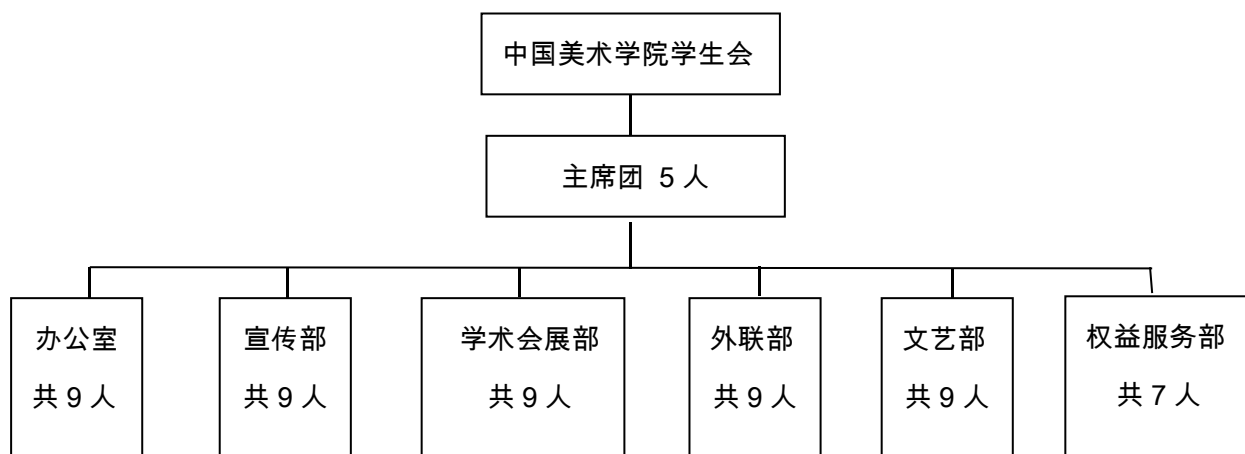 中国美术学院学生会
主席团 5 人
办公室
共 9 人
宣传部
共 9 人
学术会展部
共 9 人
外联部
共 9 人
文艺部
共 9 人
权益服务部
共 7 人